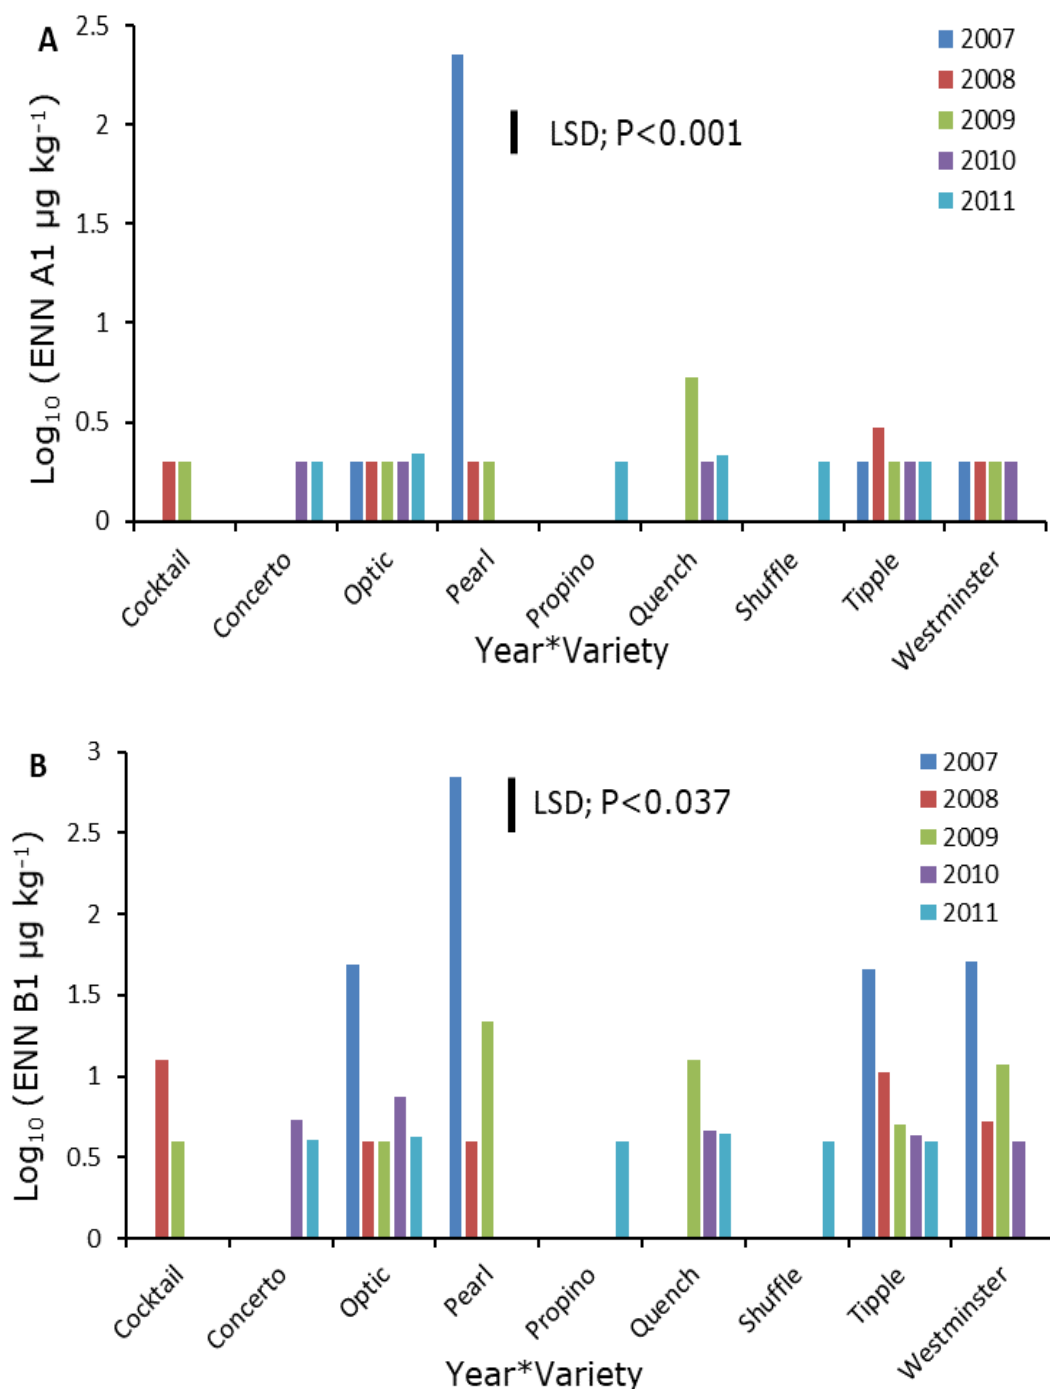 A
2.5
2
1.5
1
0.5
0
Log₁₀ (ENN A1 µg kg⁻¹)
LSD; P<0.001
2007
2008
2009
2010
2011
Cocktail
Concerto
Optic
Pearl
Propino
Quench
Shuffle
Tipple
Westminster
Year*Variety
B
3
2.5
2
1.5
1
0.5
0
Log₁₀ (ENN B1 µg kg⁻¹)
LSD; P<0.037
2007
2008
2009
2010
2011
Cocktail
Concerto
Optic
Pearl
Propino
Quench
Shuffle
Tipple
Westminster
Year*Variety